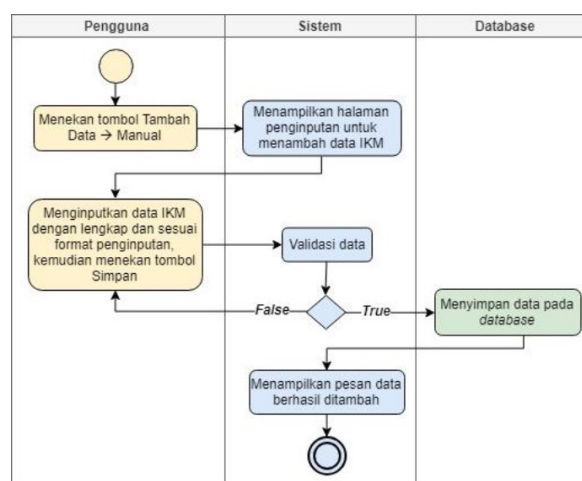 Pengguna
Sistem
Database
Menekan tombol Tambah
Data → Manual
Menampilkan halaman
penginputan untuk
menambah data IKM
Menginputkan data IKM
dengan lengkap dan sesuai
format penginputan,
kemudian menekan tombol
Simpan
Validasi data
False
True
Menyimpan data pada
database
Menampilkan pesan data
berhasil ditambah